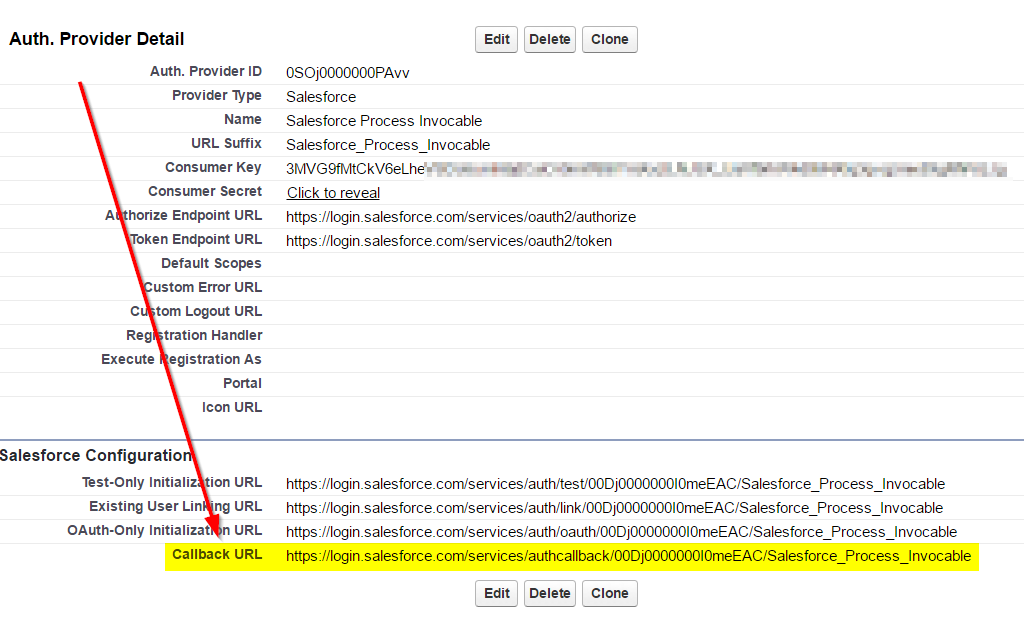 Auth. Provider Detail Edit Delete Clone
Auth. Provider ID 0SOj0000000PAvv
Provider Type Salesforce
Name Salesforce Process Invocable
URL Suffix Salesforce_Process_Invocable
Consumer Key 3MVG9fMtCkV6eLhe
Consumer Secret Click to reveal
Authorize Endpoint URL https://login.salesforce.com/services/oauth2/authorize
Token Endpoint URL https://login.salesforce.com/services/oauth2/token
Default Scopes
Custom Error URL
Custom Logout URL
Registration Handler
Execute Registration As
Portal
Icon URL
Salesforce Configuration
Test-Only Initialization URL https://login.salesforce.com/services/auth/test/00Dj0000000I0meEAC/Salesforce_Process_Invocable
Existing User Linking URL https://login.salesforce.com/services/auth/link/00Dj0000000I0meEAC/Salesforce_Process_Invocable
OAuth-Only Initialization URL https://login.salesforce.com/services/auth/oauth/00Dj0000000I0meEAC/Salesforce_Process_Invocable
Callback URL https://login.salesforce.com/services/authcallback/00Dj0000000I0meEAC/Salesforce_Process_Invocable
Edit Delete Clone